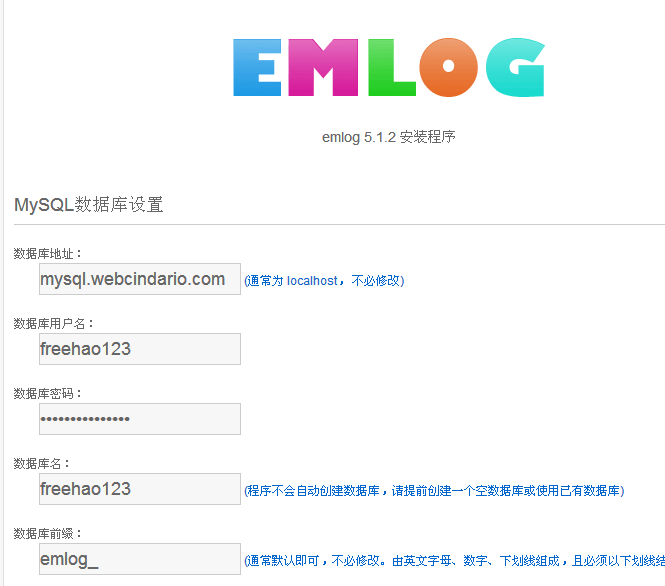 EMLOG
emlog 5.1.2 安装程序
MySQL数据库设置
数据库地址：
mysql.webcindario.com (通常为 localhost，不必修改)
数据库用户名：
freehao123
数据库密码：
•••••••••••••••
数据库名：
freehao123 (程序不会自动创建数据库，请提前创建一个空数据库或使用已有数据库)
数据库前缀：
emlog_ (通常默认即可，不必修改。由英文字母、数字、下划线组成，且必须以下划线结